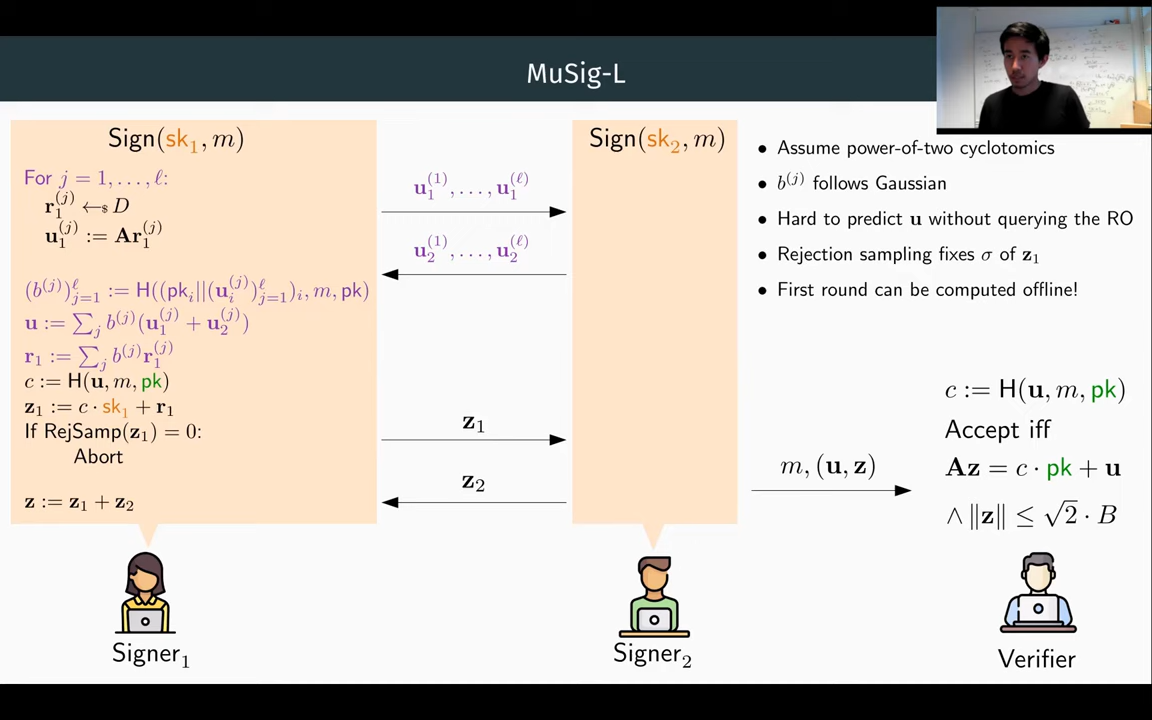 MuSig-L
Sign(sk₁, m)
For j = 1, …, ℓ:
r₁⁽ʲ⁾ ←$ D
u₁⁽ʲ⁾ := Ar₁⁽ʲ⁾
(b⁽ʲ⁾)ℓⱼ₌₁ := H((pkᵢ||(uᵢ⁽ʲ⁾)ℓⱼ₌₁)ᵢ, m, pk)
u := ∑ⱼ b⁽ʲ⁾(u₁⁽ʲ⁾ + u₂⁽ʲ⁾)
r₁ := ∑ⱼ b⁽ʲ⁾r₁⁽ʲ⁾
c := H(u, m, pk)
z₁ := c · sk₁ + r₁
If RejSamp(z₁) = 0:
Abort
z := z₁ + z₂
Signer₁
u₁⁽¹⁾, …, u₁⁽ℓ⁾
u₂⁽¹⁾, …, u₂⁽ℓ⁾
z₁
z₂
Sign(sk₂, m)
Signer₂
• Assume power-of-two cyclotomics
• b⁽ʲ⁾ follows Gaussian
• Hard to predict u without querying the RO
• Rejection sampling fixes σ of z₁
• First round can be computed offline!
m, (u, z)
c := H(u, m, pk)
Accept iff
Az = c · pk + u
∧ ‖z‖ ≤ √2 · B
Verifier